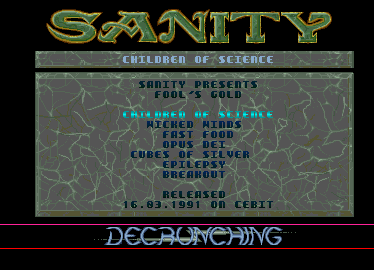 SANITY
CHILDREN OF SCIENCE
SANITY PRESENTS
FOOL'S GOLD
CHILDREN OF SCIENCE
WICKED MINDS
FAST FOOD
OPUS DEI
CUBES OF SILVER
EPILEPSY
BREAKOUT
RELEASED
16.03.1991 ON CEBIT
DECRUNCHING